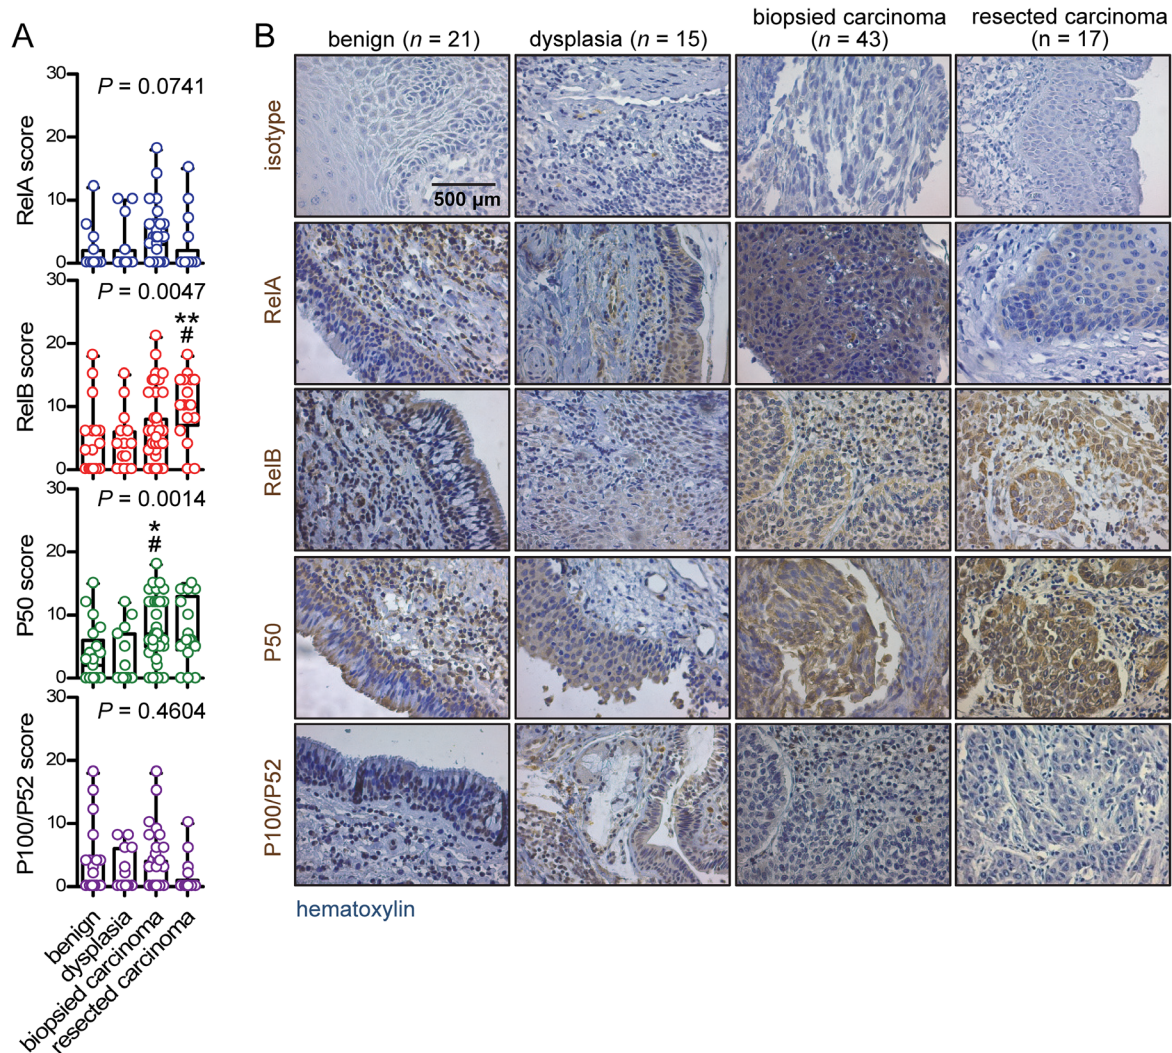 A
30
20
10
0
RelA score
P = 0.0741
30
20
10
0
RelB score
P = 0.0047
**
#
30
20
10
0
P50 score
P = 0.0014
*
#
30
20
10
0
P100/P52 score
P = 0.4604
benign
dysplasia
biopsied carcinoma
resected carcinoma
B
benign (n = 21)
dysplasia (n = 15)
biopsied carcinoma
(n = 43)
resected carcinoma
(n = 17)
isotype
500 µm
RelA
RelB
P50
P100/P52
hematoxylin